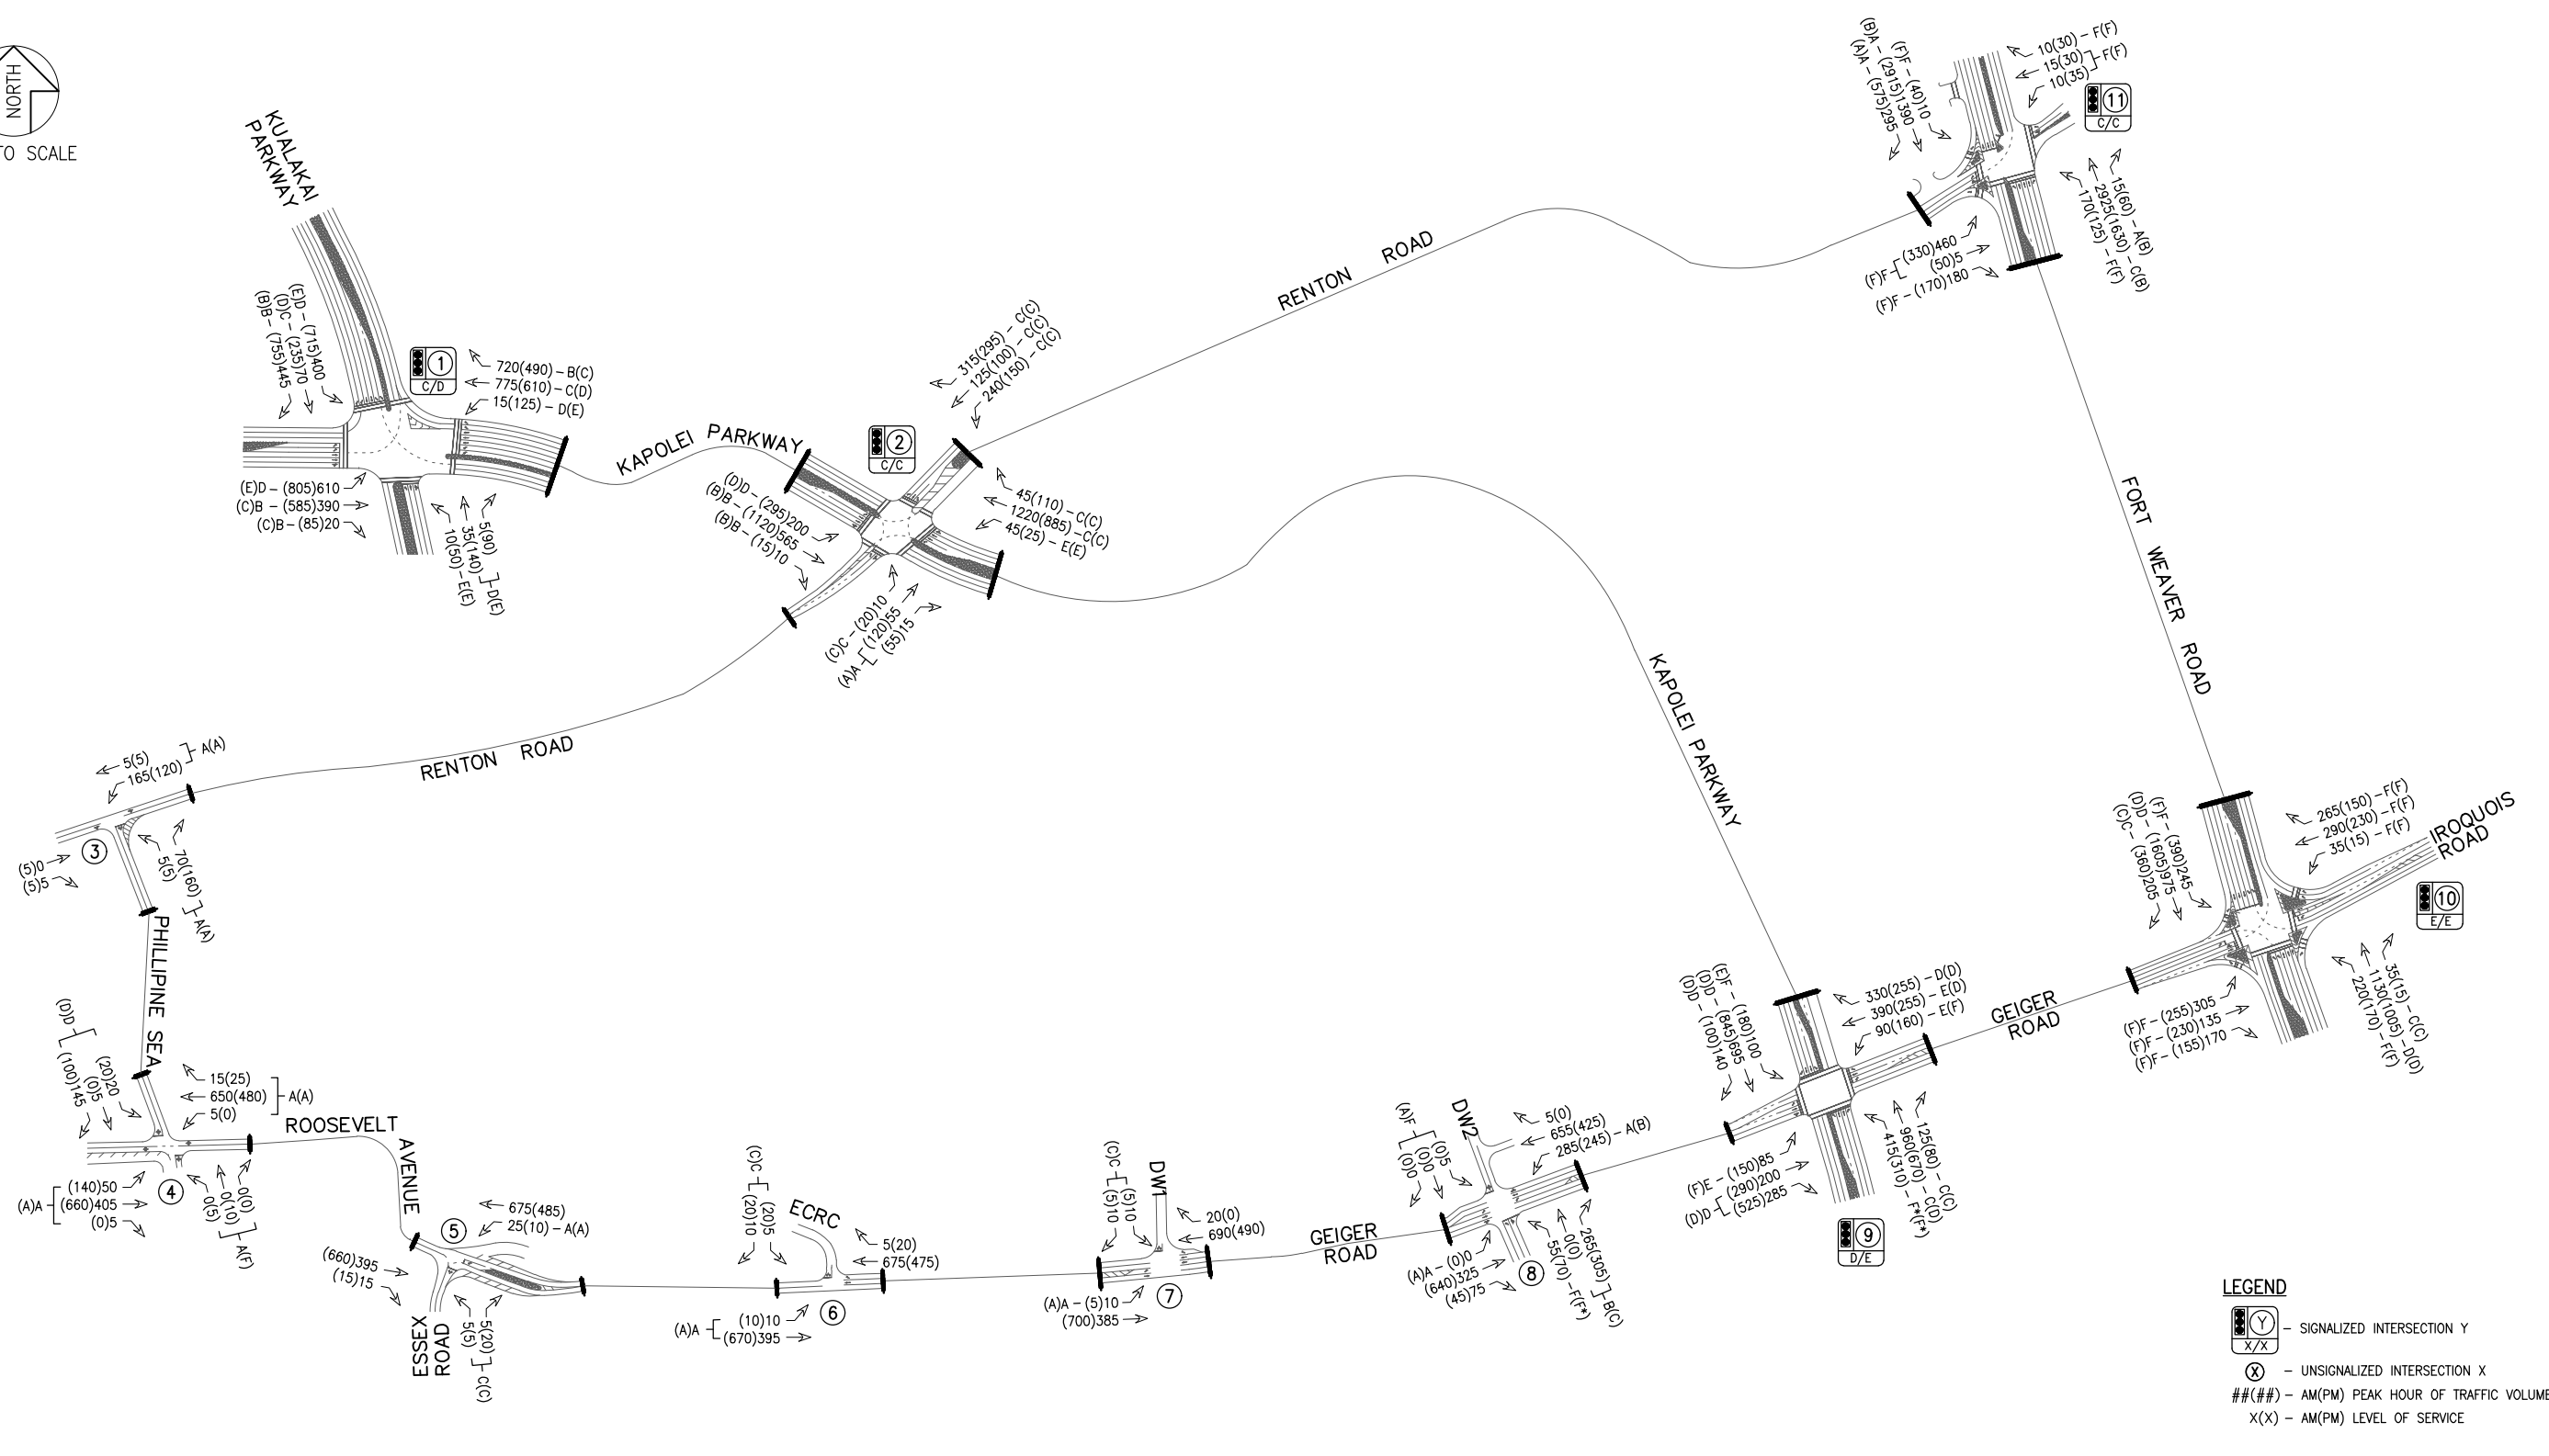 NORTH
TO SCALE
KUALAKAI
PARKWAY
(E)D – (715)400
(D)C – (235)70
(B)B – (755)445
1
C/D
720(490) – B(C)
775(610) – C(D)
15(125) – D(E)
(E)D – (805)610
(C)B – (585)390
(C)B – (85)20
5(90)
35(140)
D(E)
10(50) – E(E)
KAPOLEI PARKWAY
2
C/C
315(295) – C(C)
125(100) – C(C)
240(150) – C(C)
(D)D – (295)200
(B)B – (1120)565
(B)B – (15)10
45(110) – C(C)
1220(885) – C(C)
45(25) – E(E)
(C)C – (20)10
(A)A
(120)55
(55)15
RENTON ROAD
(F)F – (40)10
(B)A – (2915)1390
(A)A – (575)295
10(30) – F(F)
15(30)
10(35)
F(F)
11
C/C
15(60) – A(B)
2925(1630) – C(B)
170(125) – F(F)
(F)F
(330)460
(50)5
(F)F – (170)180
FORT WEAVER ROAD
KAPOLEI PARKWAY
RENTON ROAD
5(5)
165(120)
A(A)
3
(5)0
(5)5
70(160)
5(5)
A(A)
PHILLIPINE SEA
(D)D
(20)20
(0)5
(100)145
15(25)
650(480)
5(0)
A(A)
(A)A
(140)50
(660)405
(0)5
4
0(0)
0(10)
0(5)
A(F)
ROOSEVELT
AVENUE
5
675(485)
25(10) – A(A)
(660)395
(15)15
ESSEX
ROAD
5(20)
5(5)
C(C)
(C)C
(20)5
(20)10
ECRC
5(20)
675(475)
(A)A
(10)10
(670)395
6
(C)C
(5)10
(5)10
DW1
20(0)
690(490)
(A)A – (5)10
(700)385
7
GEIGER
ROAD
(A)F
(0)5
(0)0
(0)0
DW2
5(0)
655(425)
285(245) – A(B)
(A)A – (0)0
(640)325
(45)75
8
265(305)
0(0)
B(C)
55(70) – F(F*)
(E)F – (180)100
(D)D – (845)695
(D)D – (100)140
330(255) – D(D)
390(255) – E(D)
90(160) – E(F)
(F)E – (150)85
(D)D
(290)200
(525)285
125(80) – C(C)
960(670) – C(D)
415(310) – F*(F*)
9
D/E
GEIGER
ROAD
(F)F – (390)245
(D)D – (1605)975
(C)C – (360)205
265(150) – F(F)
290(230) – F(F)
35(15) – F(F)
IROQUOIS
ROAD
10
E/E
(F)F – (255)305
(F)F – (230)135
(F)F – (155)170
35(15) – C(C)
1130(1005) – D(D)
220(170) – F(F)
LEGEND
Y
X/X
– SIGNALIZED INTERSECTION Y
X – UNSIGNALIZED INTERSECTION X
##(##) – AM(PM) PEAK HOUR OF TRAFFIC VOLUME
X(X) – AM(PM) LEVEL OF SERVICE